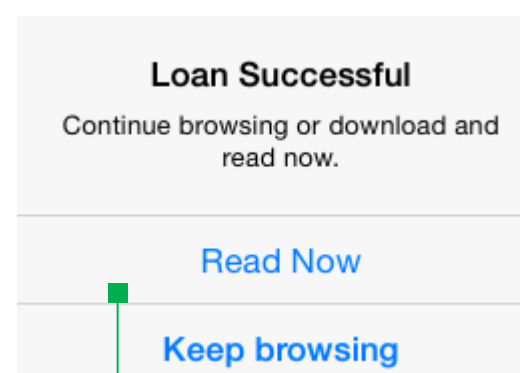 Loan Successful
Continue browsing or download and
read now.
Read Now
Keep browsing